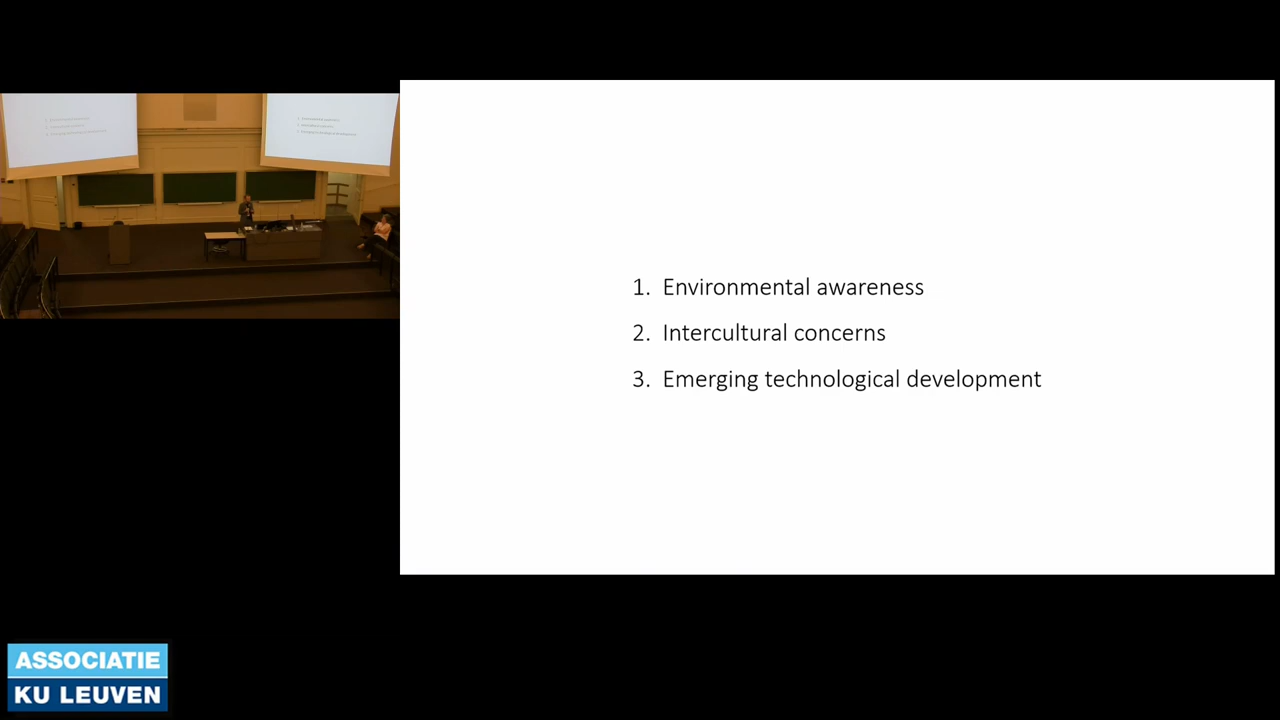 1. Environmental awareness
2. Intercultural concerns
3. Emerging technological development
ASSOCIATIE
KU LEUVEN